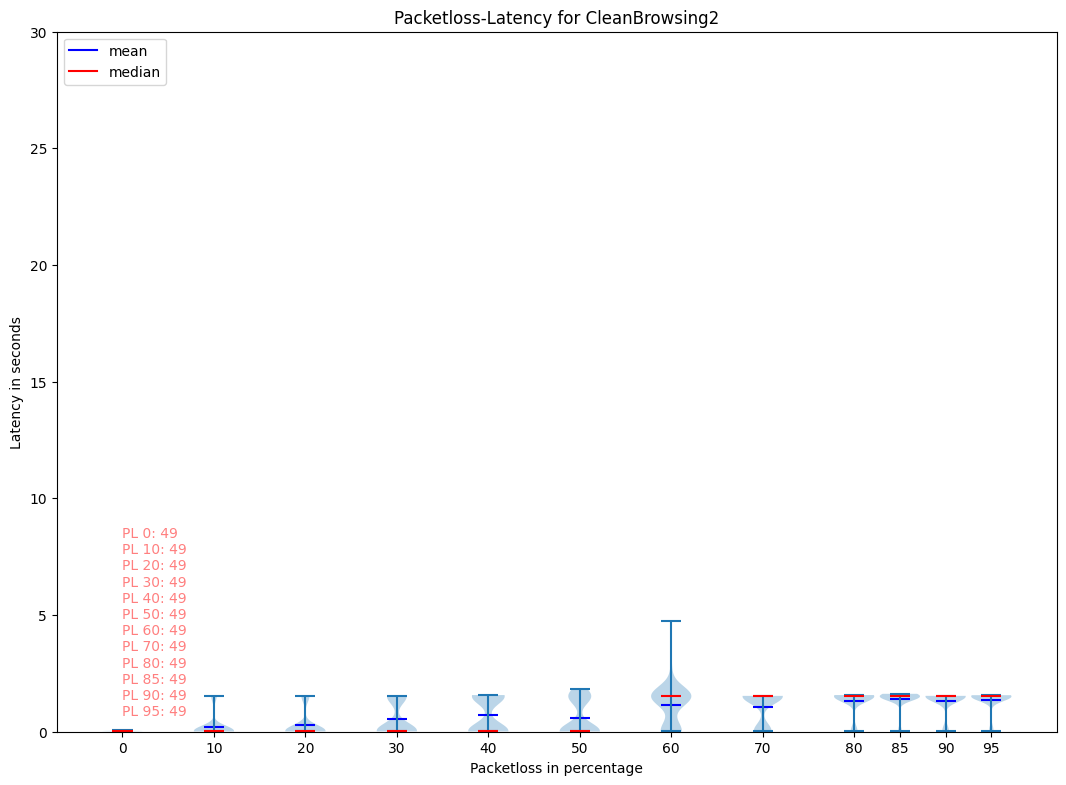 Packetloss-Latency for CleanBrowsing2
mean
median
30
25
20
15
10
5
0
Latency in seconds
PL 0: 49
PL 10: 49
PL 20: 49
PL 30: 49
PL 40: 49
PL 50: 49
PL 60: 49
PL 70: 49
PL 80: 49
PL 85: 49
PL 90: 49
PL 95: 49
0 10 20 30 40 50 60 70 80 85 90 95
Packetloss in percentage